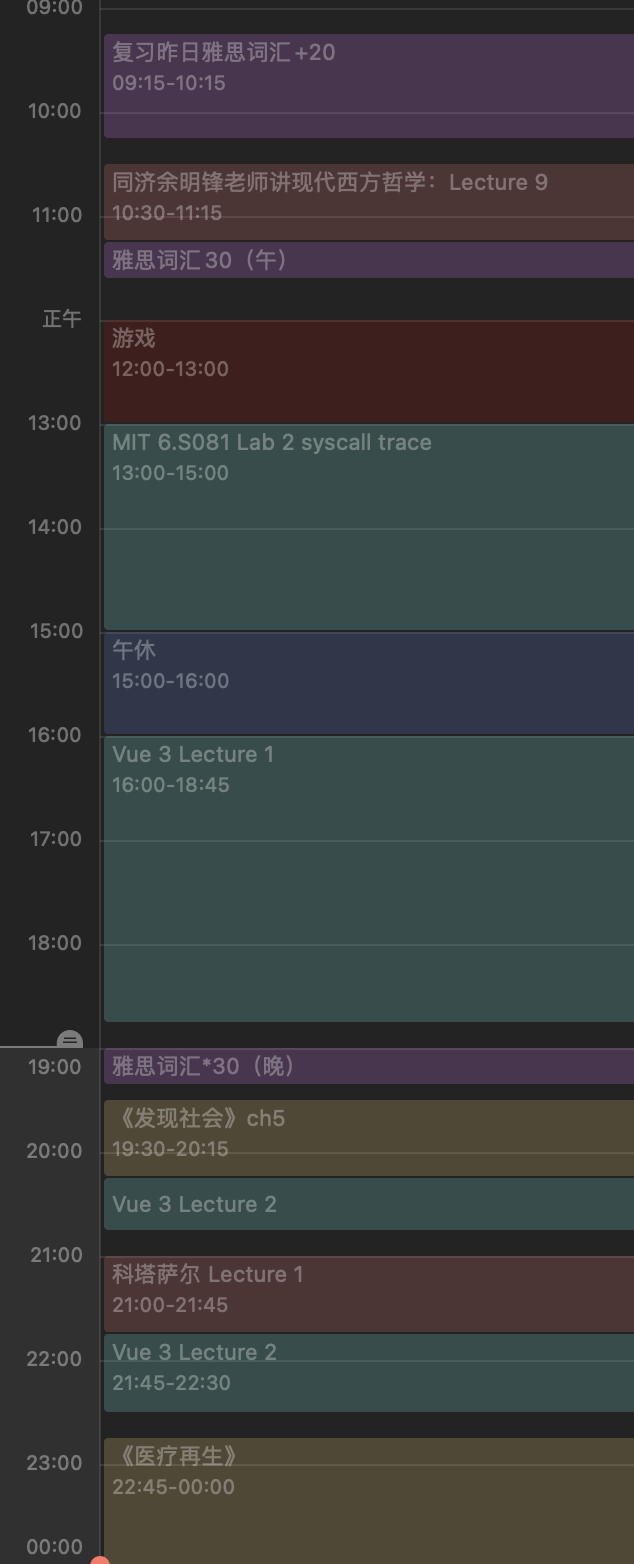 09:00
复习昨日雅思词汇+20
09:15-10:15
10:00
同济余明锋老师讲现代西方哲学：Lecture 9
10:30-11:15
11:00
雅思词汇30（午）
正午
游戏
12:00-13:00
13:00
MIT 6.S081 Lab 2 syscall trace
13:00-15:00
14:00
15:00
午休
15:00-16:00
16:00
Vue 3 Lecture 1
16:00-18:45
17:00
18:00
19:00
雅思词汇*30（晚）
《发现社会》ch5
19:30-20:15
20:00
Vue 3 Lecture 2
21:00
科塔萨尔 Lecture 1
21:00-21:45
Vue 3 Lecture 2
22:00
21:45-22:30
《医疗再生》
23:00
22:45-00:00
00:00